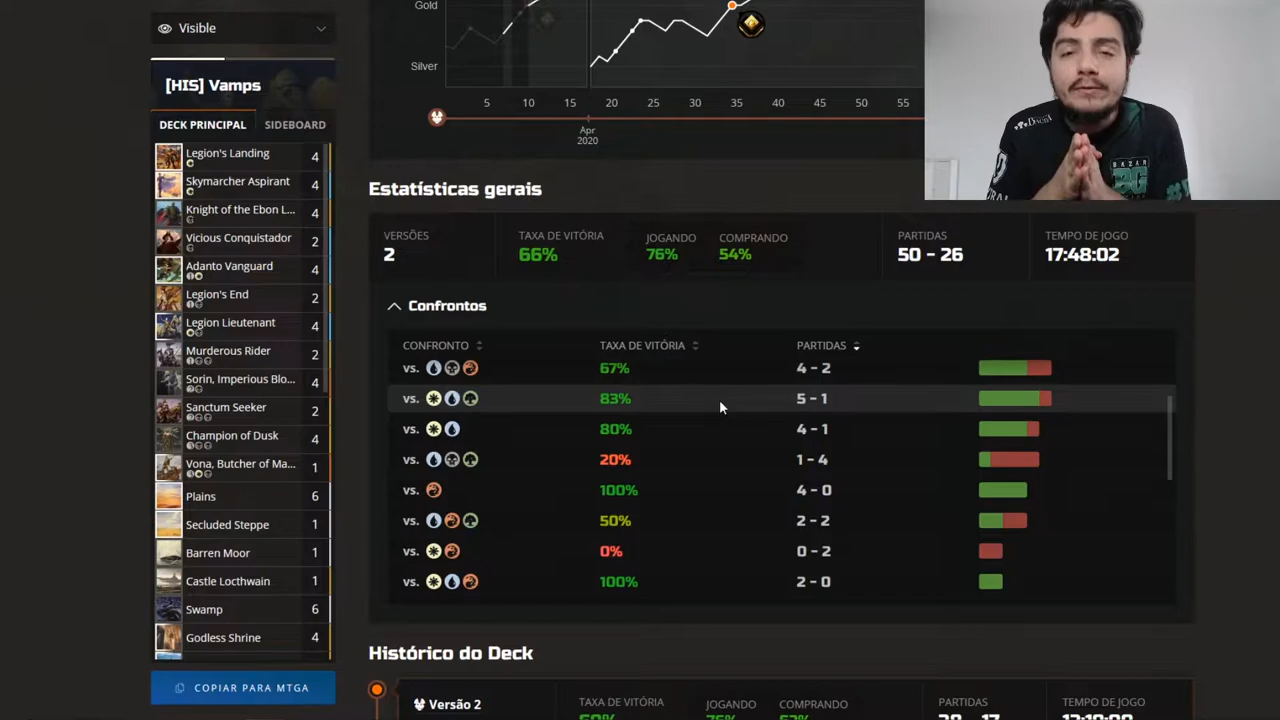 Visible
[HIS] Vamps
DECK PRINCIPAL SIDEBOARD
Legion's Landing 4
Skymarcher Aspirant 4
Knight of the Ebon L... 4
Vicious Conquistador 2
Adanto Vanguard 4
Legion's End 2
Legion Lieutenant 4
Murderous Rider 2
Sorin, Imperious Blo... 4
Sanctum Seeker 2
Champion of Dusk 4
Vona, Butcher of Ma... 1
Plains 6
Secluded Steppe 1
Barren Moor 1
Castle Locthwain 1
Swamp 6
Godless Shrine 4
COPIAR PARA MTGA
Gold
Silver
5 10 15 20 25 30 35 40 45 50 55
Apr
2020
Estatísticas gerais
VERSÕES TAXA DE VITÓRIA JOGANDO COMPRANDO PARTIDAS TEMPO DE JOGO
2 66% 76% 54% 50 - 26 17:48:02
Confrontos
CONFRONTO TAXA DE VITÓRIA PARTIDAS
vs. 67% 4 - 2
vs. 83% 5 - 1
vs. 80% 4 - 1
vs. 20% 1 - 4
vs. 100% 4 - 0
vs. 50% 2 - 2
vs. 0% 0 - 2
vs. 100% 2 - 0
Histórico do Deck
Versão 2 TAXA DE VITÓRIA JOGANDO COMPRANDO PARTIDAS TEMPO DE JOGO
BAZAR
BG